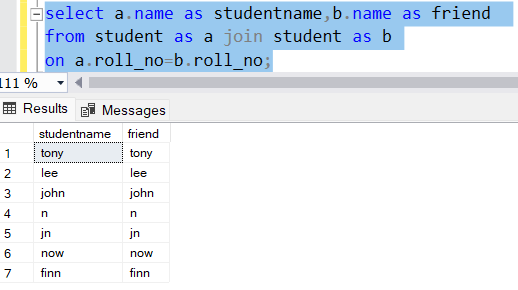 select a.name as studentname,b.name as friend
from student as a join student as b
on a.roll_no=b.roll_no;
111 %
Results Messages
studentname friend
1 tony tony
2 lee lee
3 john john
4 n n
5 jn jn
6 now now
7 finn finn